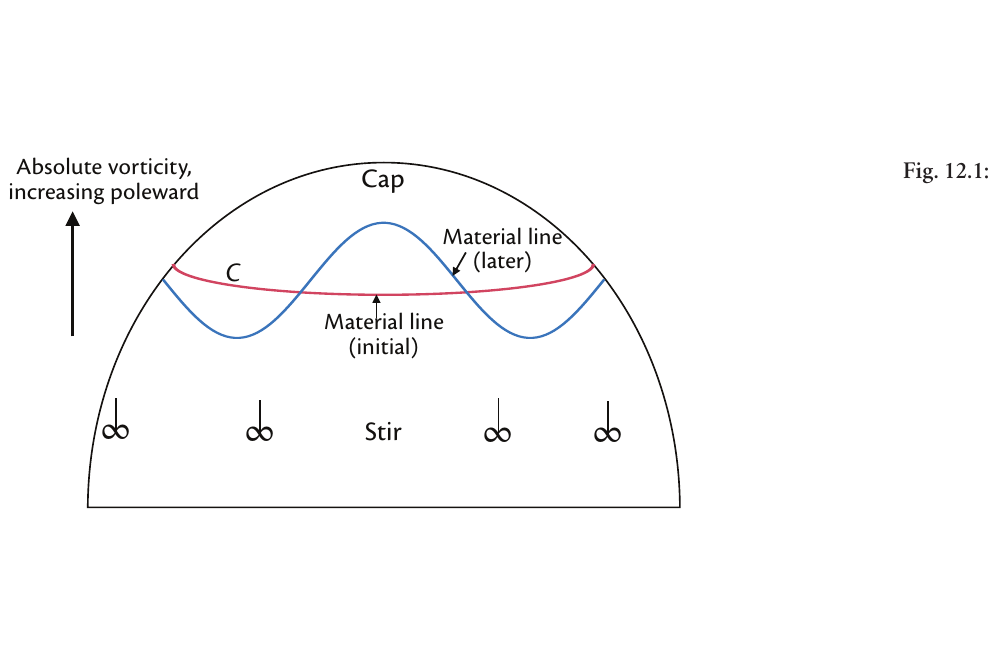 Absolute vorticity,
increasing poleward
Cap
Fig. 12.1:
C
Material line
(later)
Material line
(initial)
Stir